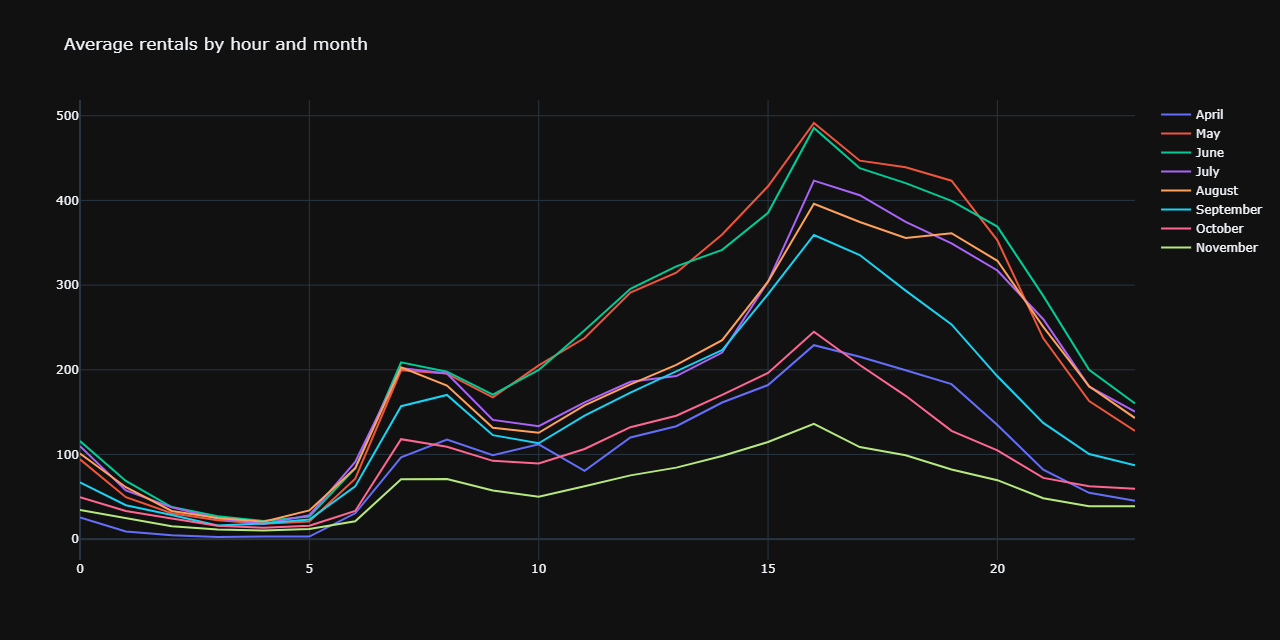 Average rentals by hour and month
500
400
300
200
100
0
0 5 10 15 20
April
May
June
July
August
September
October
November